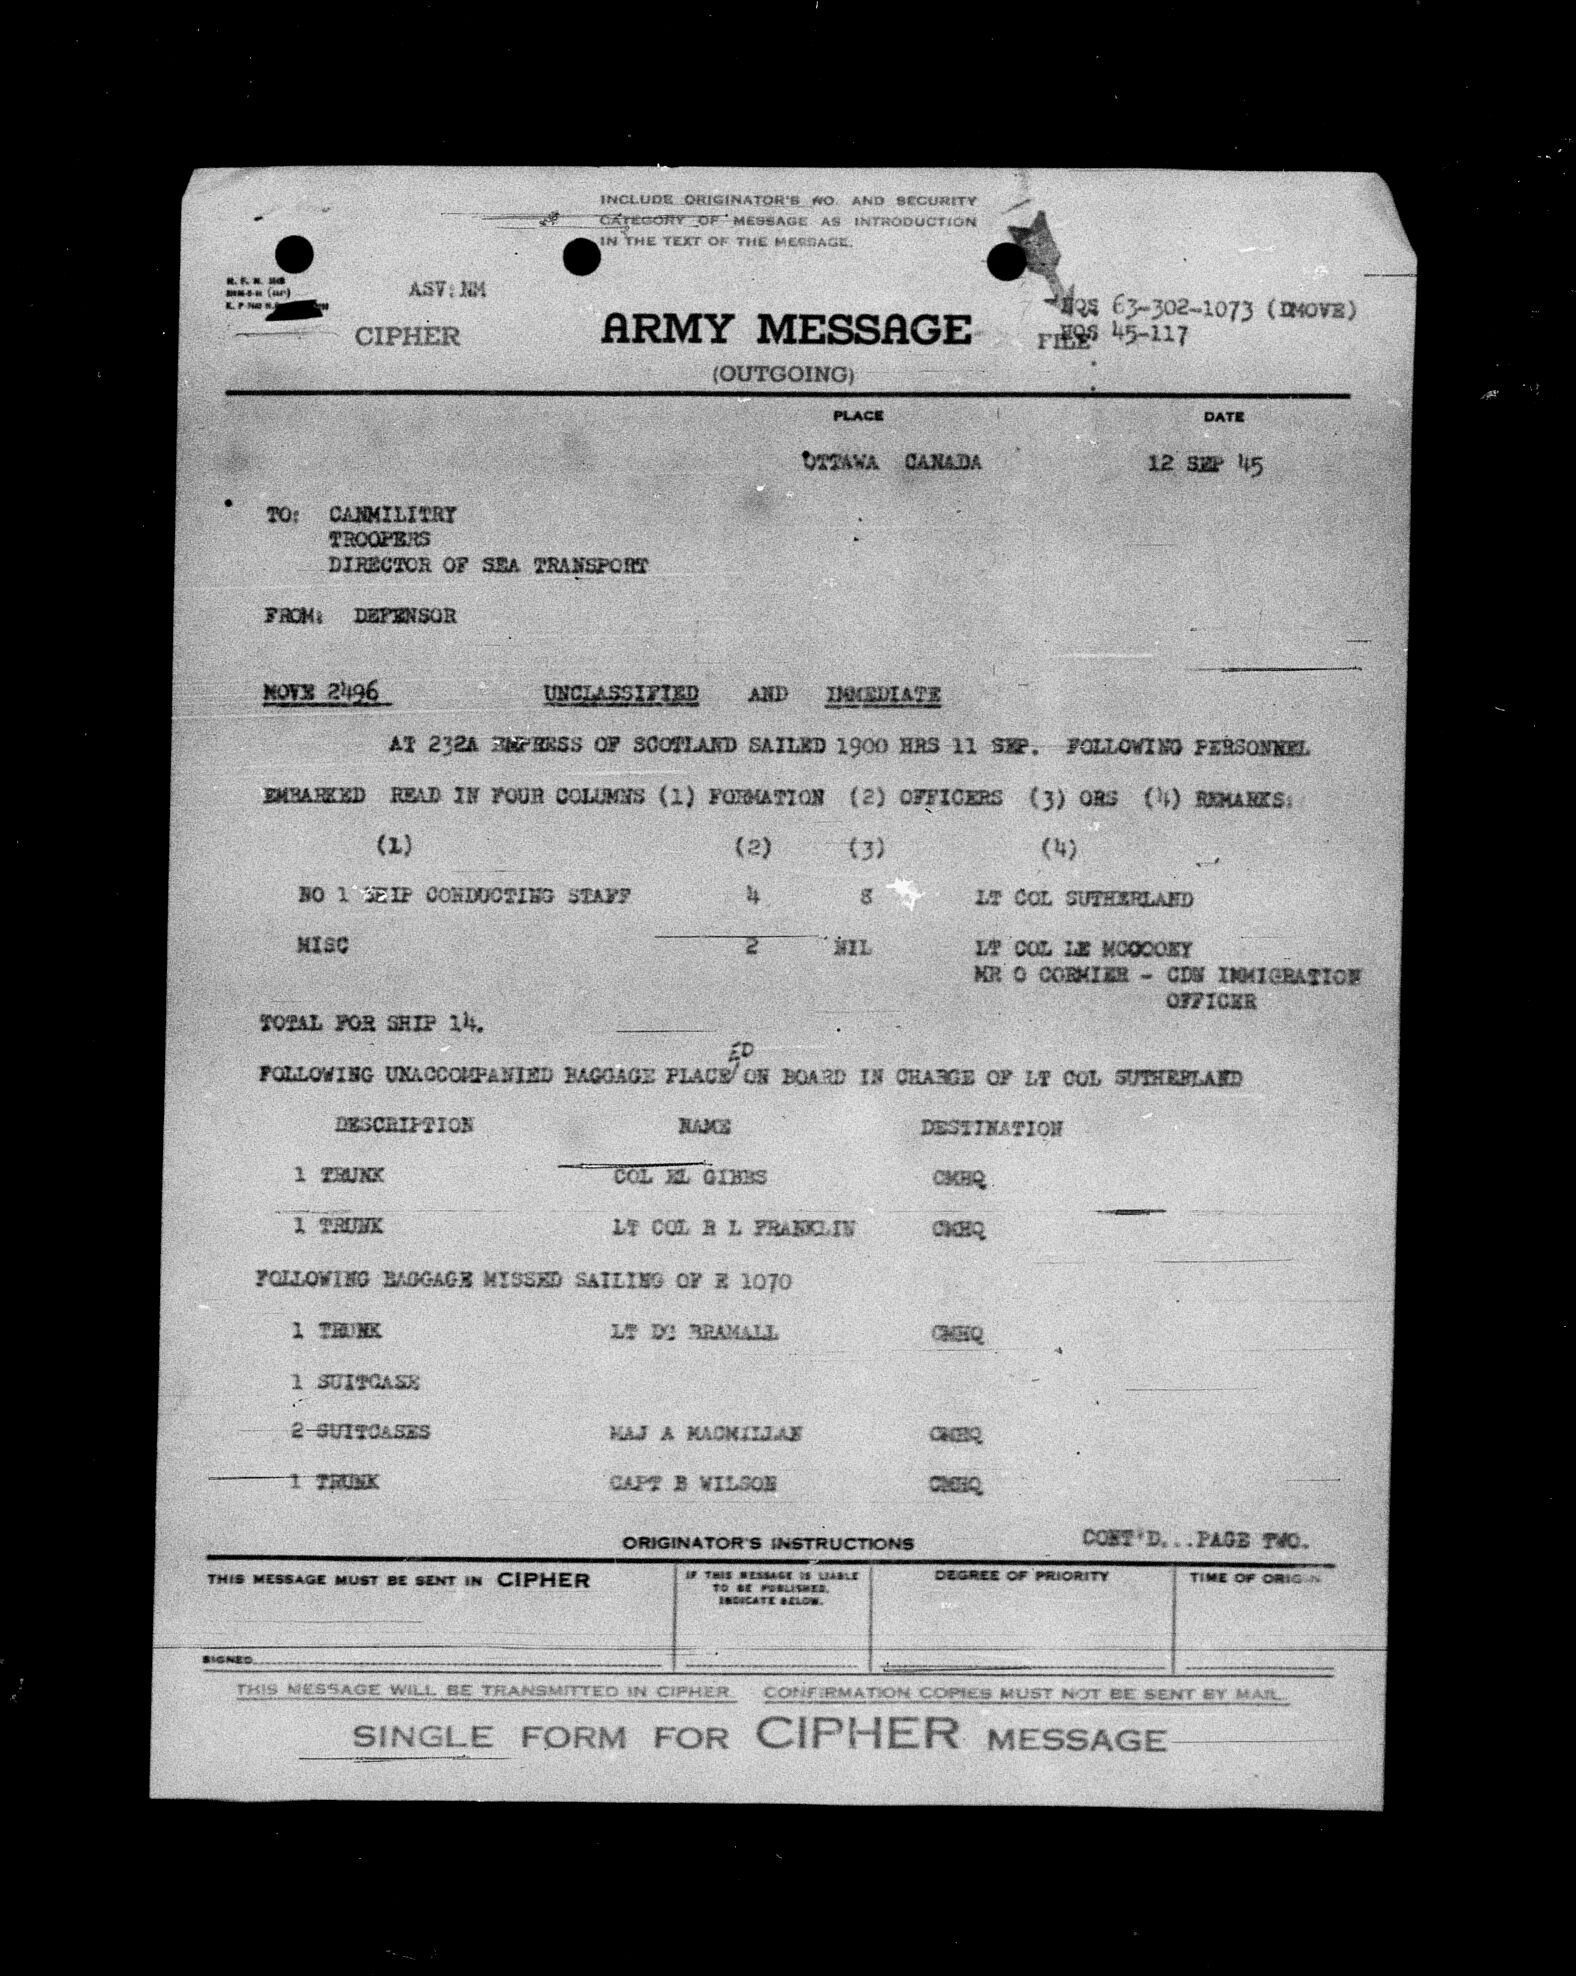 INCLUDE ORIGINATOR'S NO. AND SECURITY
CATEGORY OF MESSAGE AS INTRODUCTION
IN THE TEXT OF THE MESSAGE.
ASV:NM
HQS 63-302-1073 (DMOVE)
CIPHER ARMY MESSAGE FILE HQS 45-117
(OUTGOING)
PLACE DATE
OTTAWA CANADA 12 SEP 45
TO: CANMILITRY
TROOPERS
DIRECTOR OF SEA TRANSPORT
FROM: DEFENSOR
MOVE 2496 UNCLASSIFIED AND IMMEDIATE
AT 232A EMPRESS OF SCOTLAND SAILED 1900 HRS 11 SEP. FOLLOWING PERSONNEL
EMBARKED READ IN FOUR COLUMNS (1) FORMATION (2) OFFICERS (3) ORS (4) REMARKS:
(1) (2) (3) (4)
NO 1 SHIP CONDUCTING STAFF 4 8 LT COL SUTHERLAND
MISC 2 NIL LT COL LE MCCOOEY
MR O CORMIER - CDN IMMIGRATION
OFFICER
TOTAL FOR SHIP 14.
ED
FOLLOWING UNACCOMPANIED BAGGAGE PLACE/ON BOARD IN CHARGE OF LT COL SUTHERLAND
DESCRIPTION NAME DESTINATION
1 TRUNK COL EL GIBBS CMHQ
1 TRUNK LT COL R L FRANKLIN CMHQ
FOLLOWING BAGGAGE MISSED SAILING OF E 1070
1 TRUNK LT DC BRAMALL CMHQ
1 SUITCASE
2 SUITCASES MAJ A MACMILLAN CMHQ
1 TRUNK CAPT B WILSON CMHQ
CONT'D...PAGE TWO.
ORIGINATOR'S INSTRUCTIONS
THIS MESSAGE MUST BE SENT IN CIPHER
IF THIS MESSAGE IS LIABLE
TO BE PUBLISHED,
INDICATE BELOW.
DEGREE OF PRIORITY
TIME OF ORIGIN
SIGNED
THIS MESSAGE WILL BE TRANSMITTED IN CIPHER. CONFIRMATION COPIES MUST NOT BE SENT BY MAIL.
SINGLE FORM FOR CIPHER MESSAGE